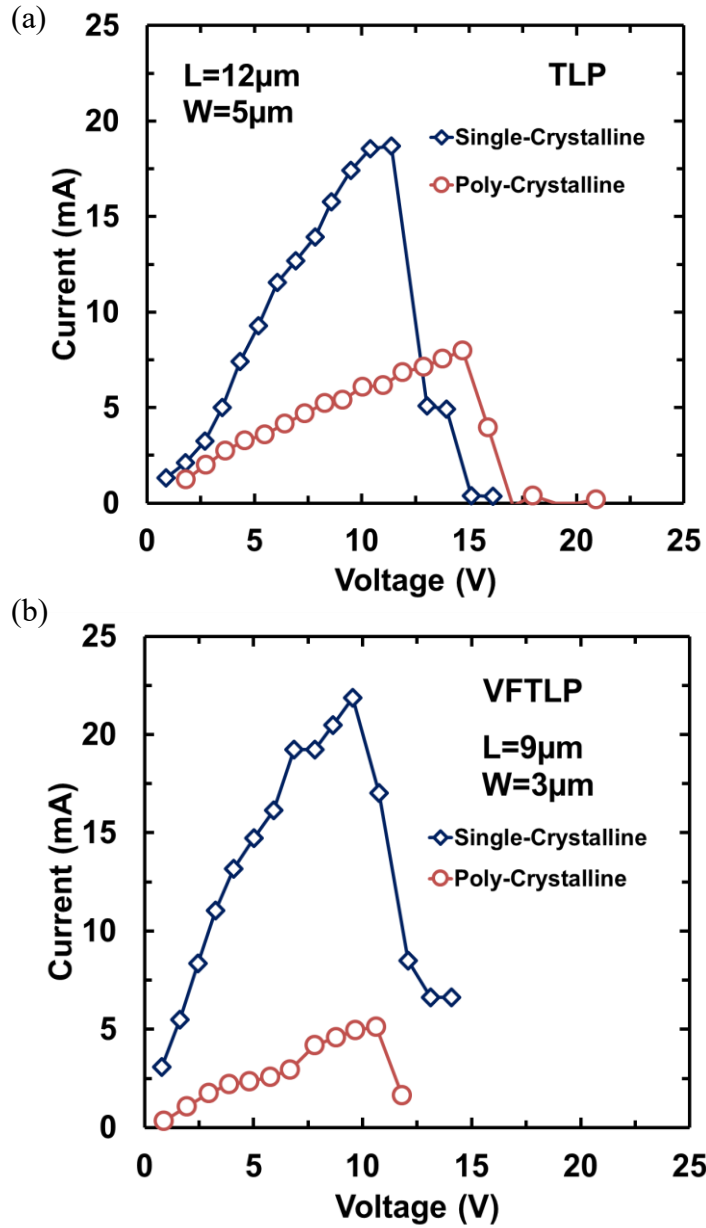 (a)
25
20
15
10
5
0
Current (mA)
L=12µm
W=5µm
TLP
Single-Crystalline
Poly-Crystalline
0 5 10 15 20 25
Voltage (V)
(b)
25
20
15
10
5
0
Current (mA)
VFTLP
L=9µm
W=3µm
Single-Crystalline
Poly-Crystalline
0 5 10 15 20 25
Voltage (V)